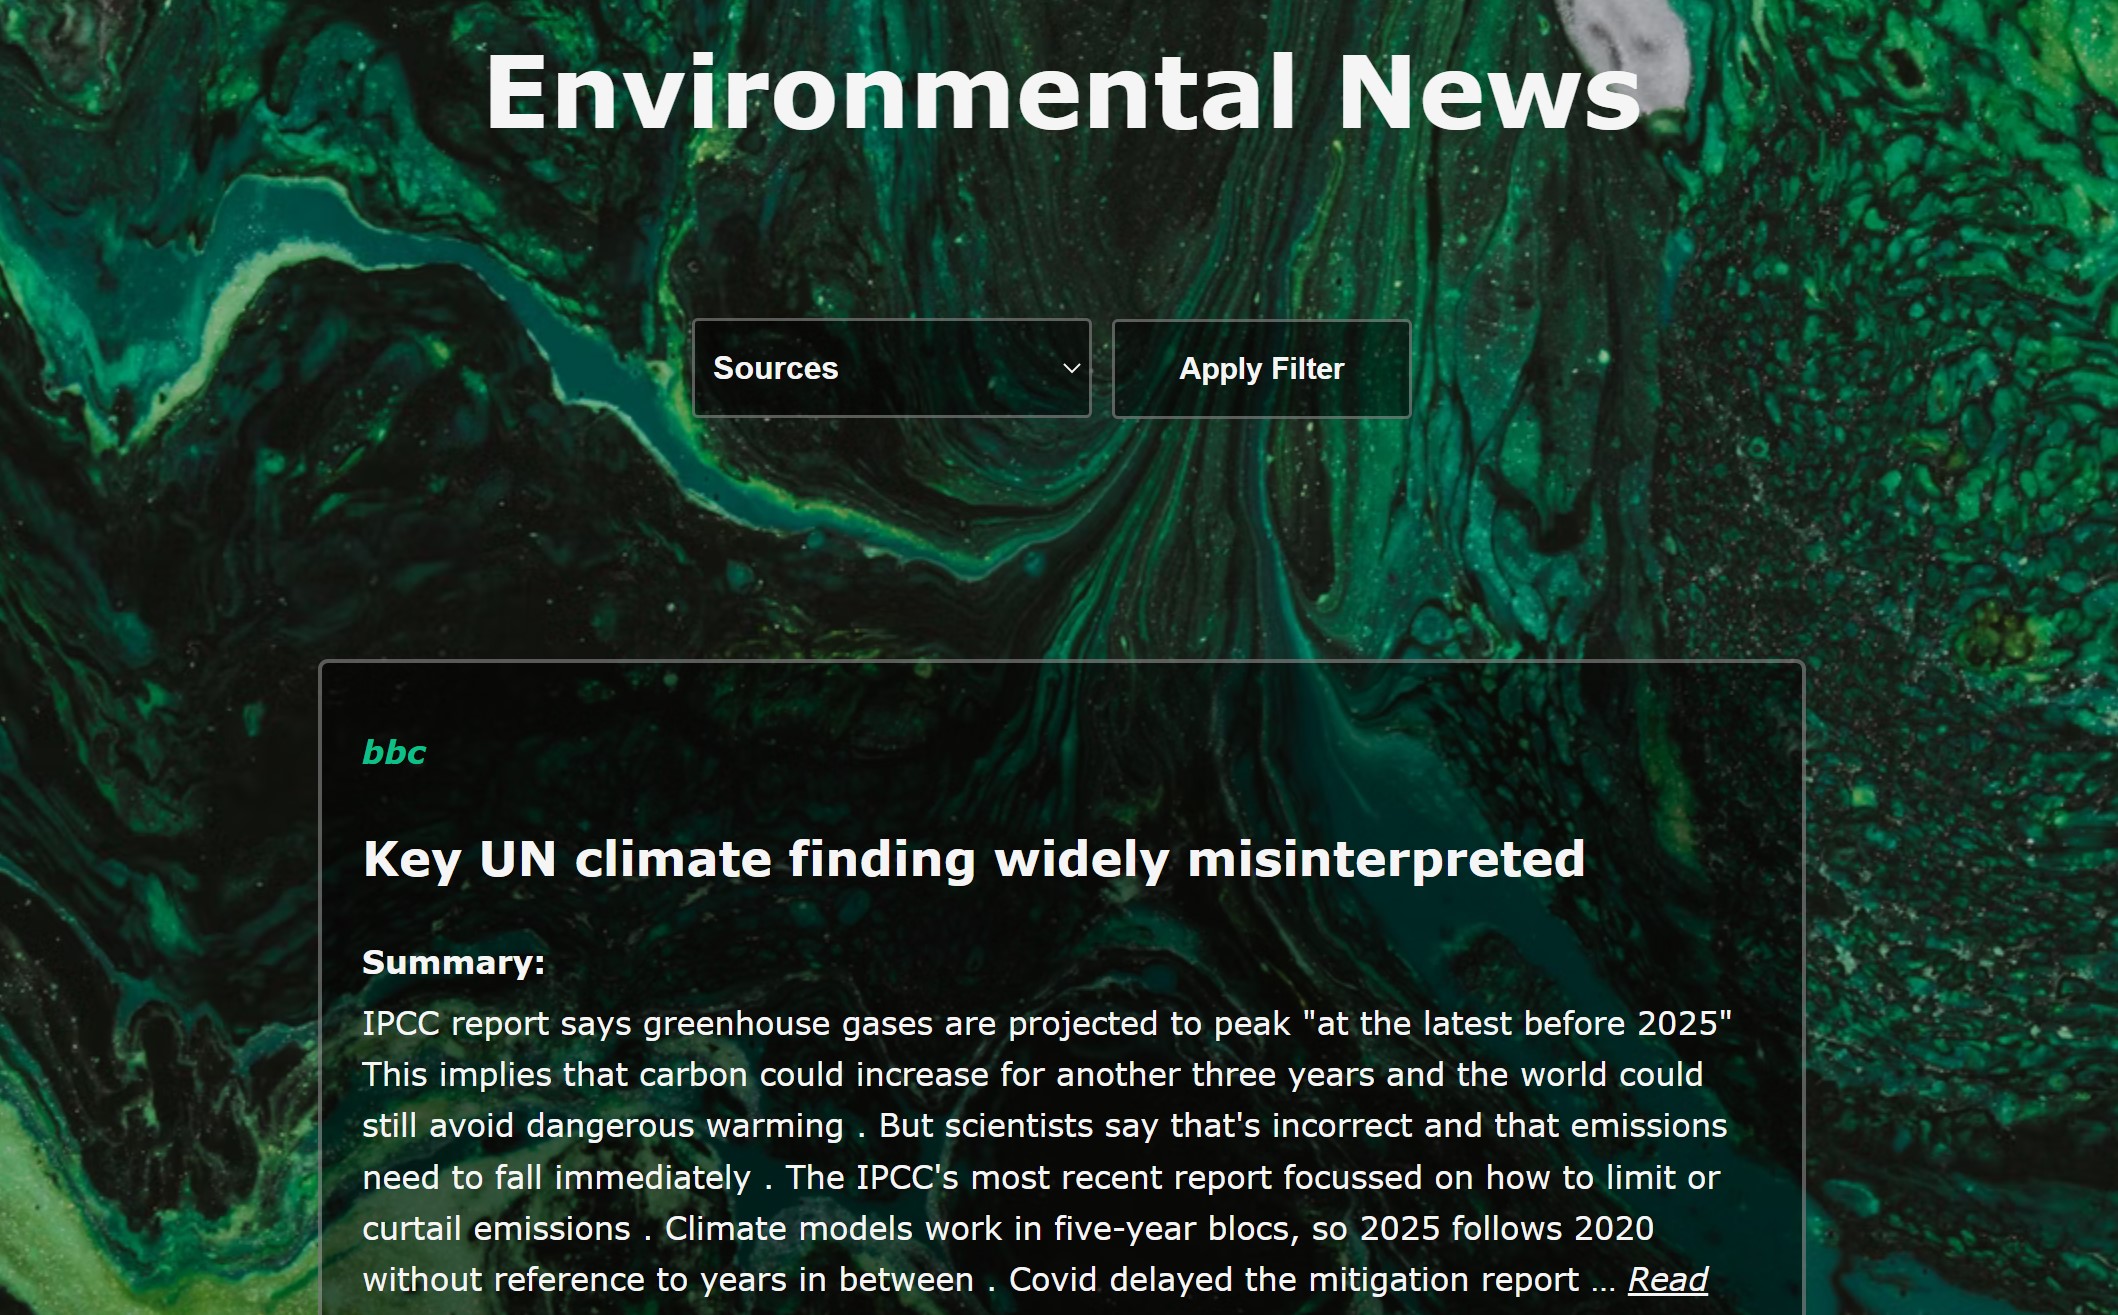 Environmental News
Sources
Apply Filter
bbc
Key UN climate finding widely misinterpreted
Summary:
IPCC report says greenhouse gases are projected to peak "at the latest before 2025"
This implies that carbon could increase for another three years and the world could
still avoid dangerous warming . But scientists say that's incorrect and that emissions
need to fall immediately . The IPCC's most recent report focussed on how to limit or
curtail emissions . Climate models work in five-year blocs, so 2025 follows 2020
without reference to years in between . Covid delayed the mitigation report ... Read